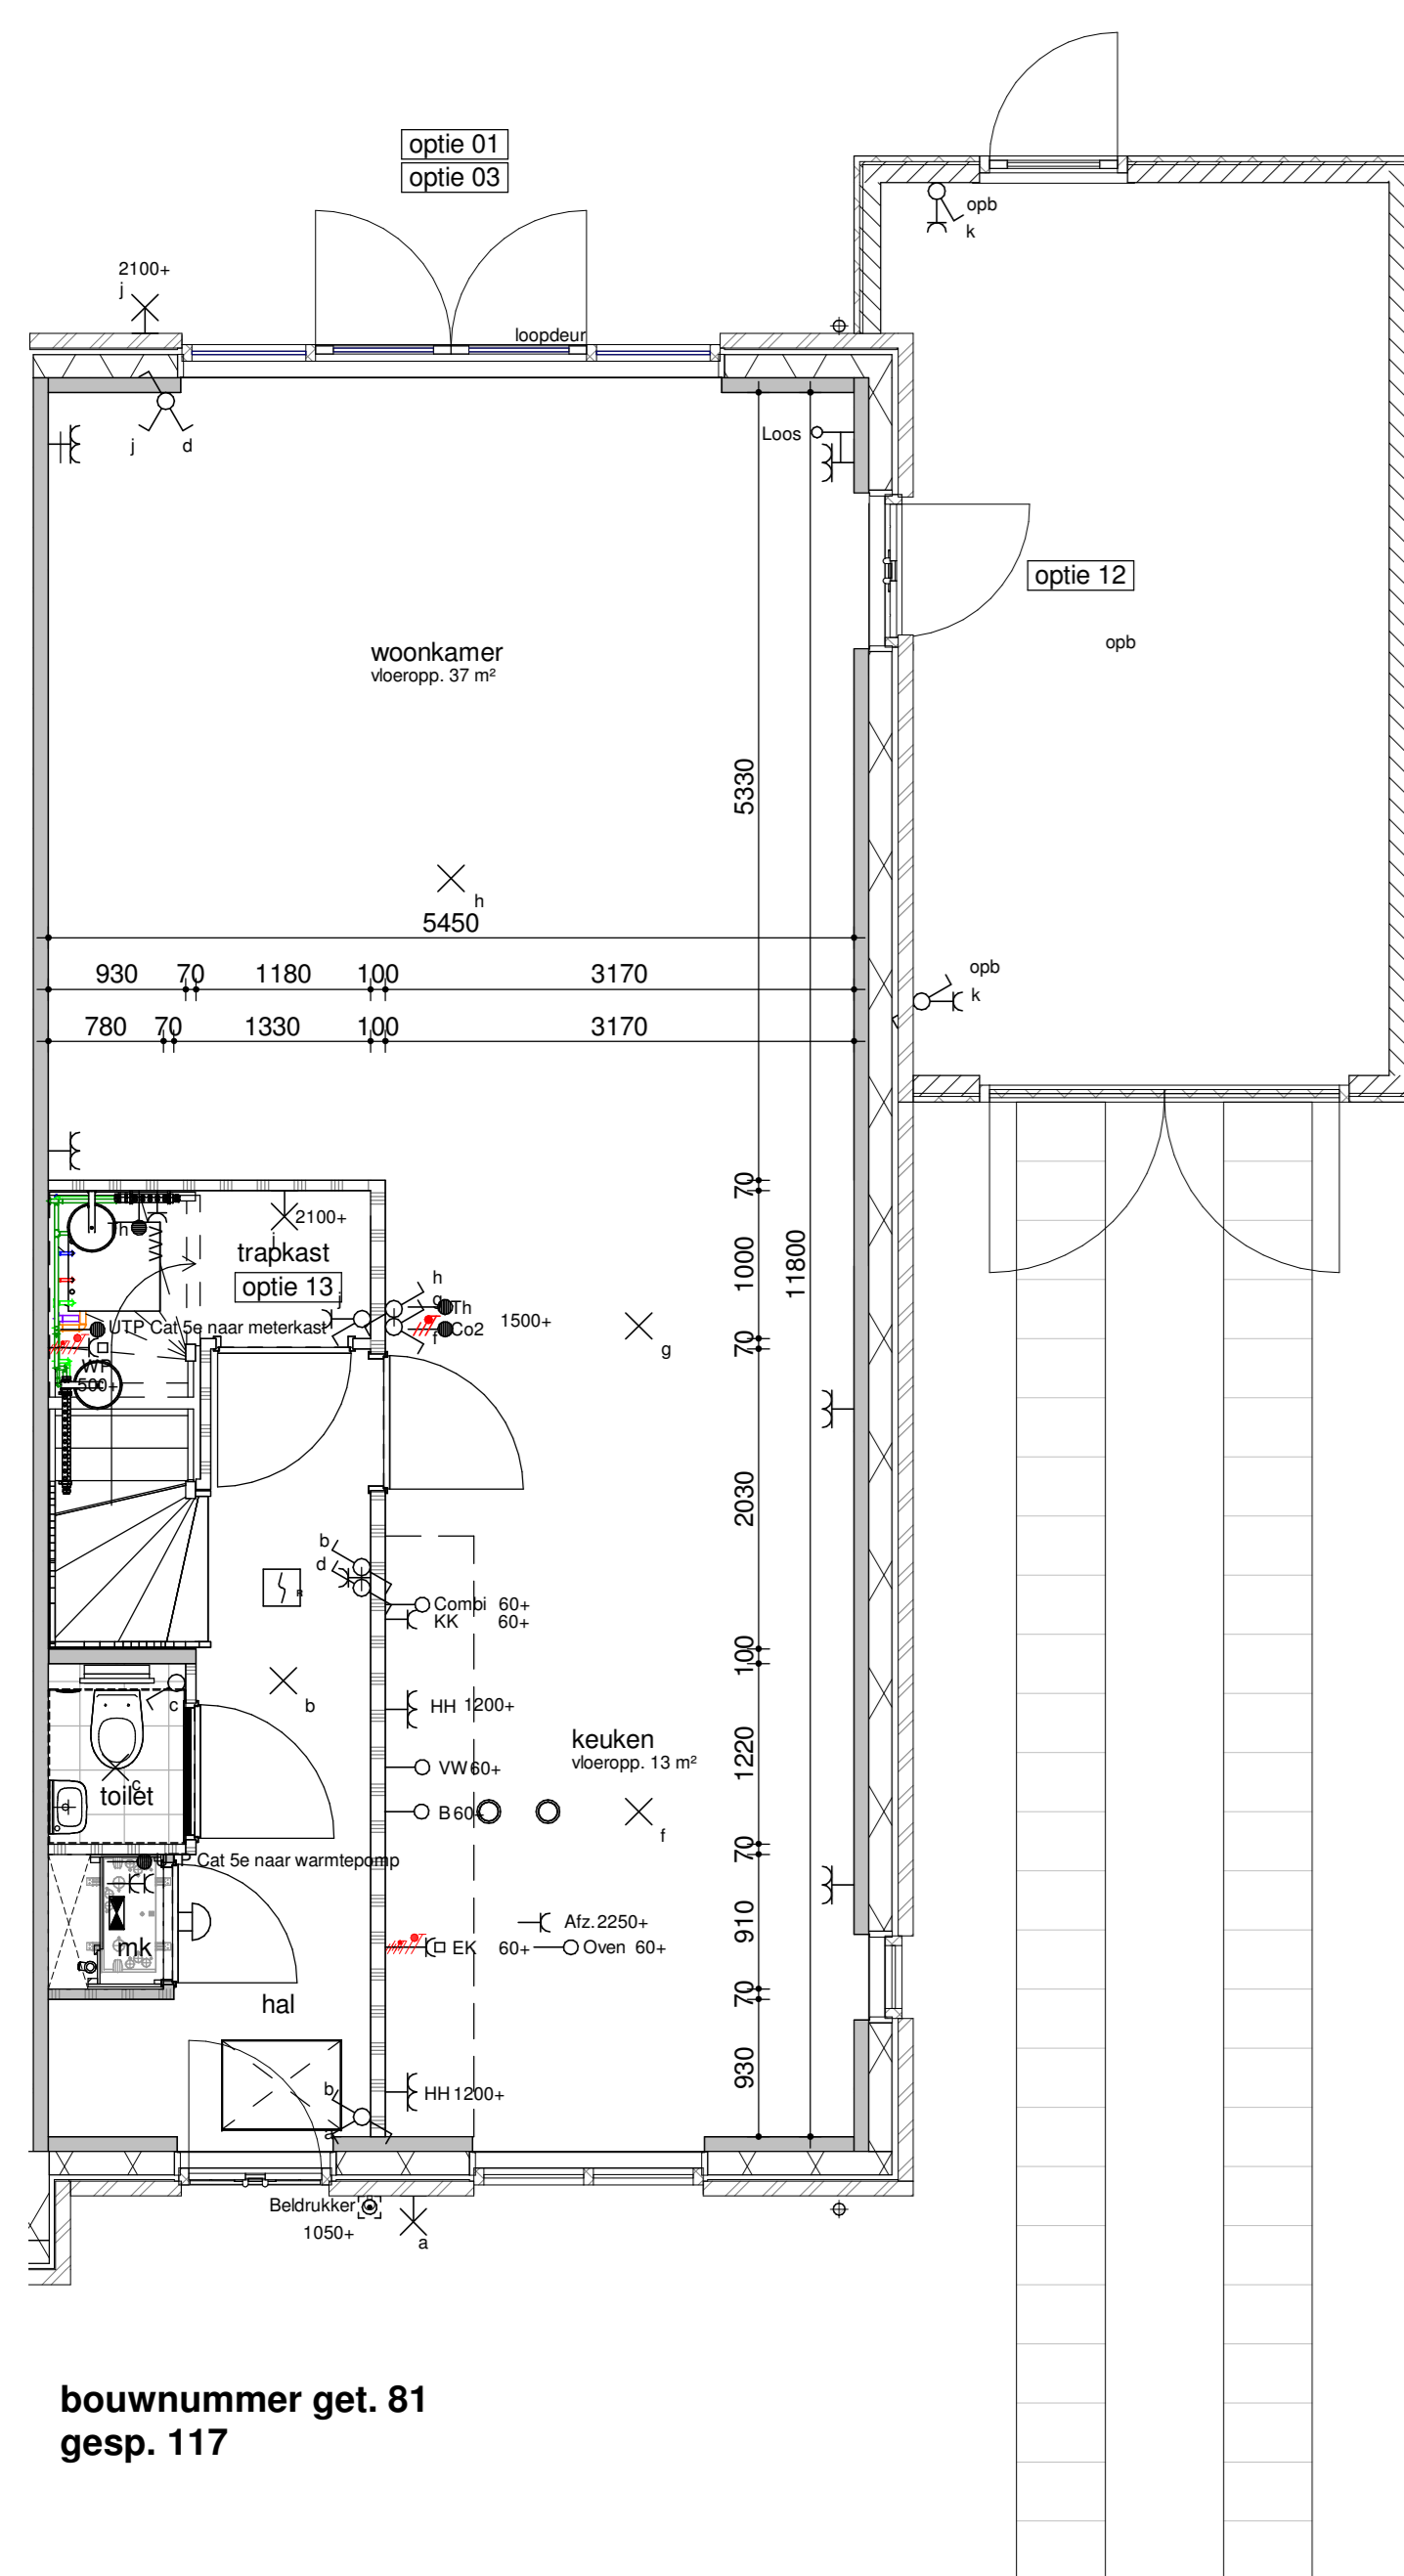 optie 01
optie 03
opb
k
2100+
j
loopdeur
j
d
Loos
optie 12
opb
woonkamer
vloeropp. 37 m²
5330
h
5450
930
70
1180
100
3170
opb
k
780
70
1330
100
3170
70
2100+
j
Th
WV
trapkast
optie 13
j
h
g
Th
1500+
Co2
f
1000
11800
UTP Cat 5e naar meterkast
g
70
WP
500+
2030
b
d
Combi 60+
KK 60+
R
100
c
b
HH 1200+
keuken
vloeropp. 13 m²
1220
VW 60+
c
toilet
d
B 60+
f
70
Cat 5e naar warmtepomp
Afz. 2250+
910
mk
EK 60+
Oven 60+
70
hal
930
b
HH 1200+
a
Beldrukker
1050+
a
bouwnummer get. 81
gesp. 117